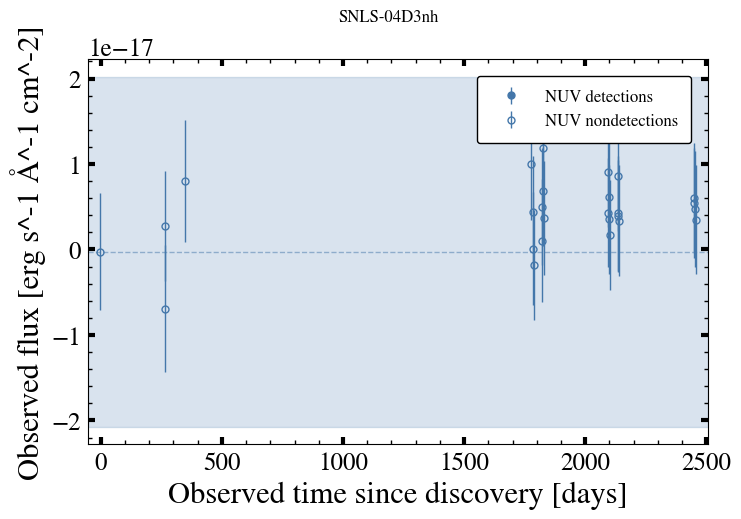 SNLS-04D3nh
1e−17
Observed flux [erg s^-1 Å^-1 cm^-2]
2
1
0
−1
−2
NUV detections
NUV nondetections
0 500 1000 1500 2000 2500
Observed time since discovery [days]